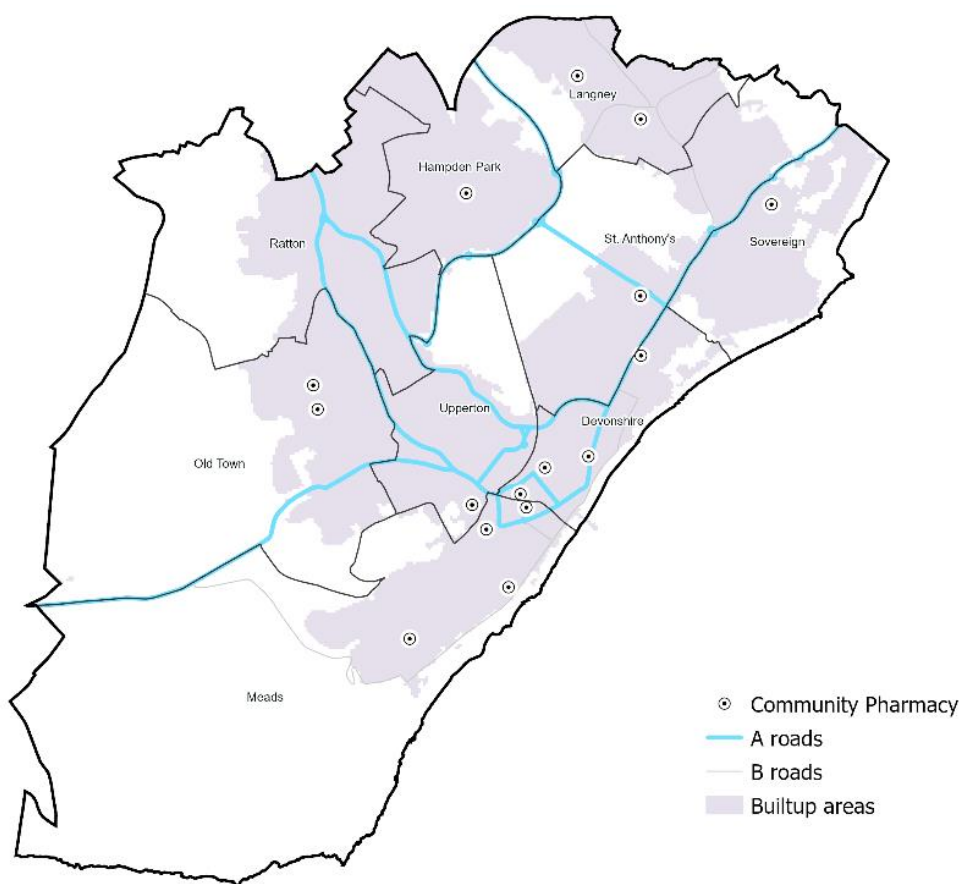 Langney
Hampden Park
Ratton
St. Anthony's
Sovereign
Upperton
Devonshire
Old Town
Meads
Community Pharmacy
A roads
B roads
Builtup areas